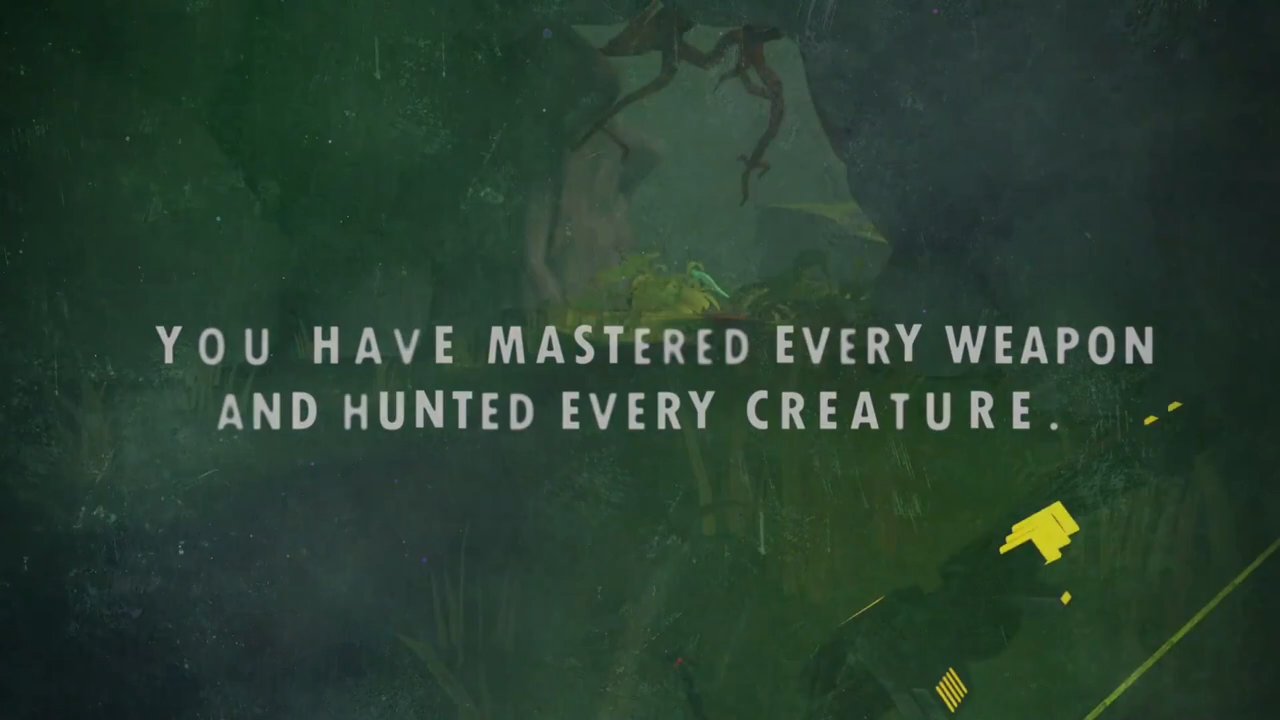 YOU HAVE MASTERED EVERY WEAPON
AND HUNTED EVERY CREATURE.